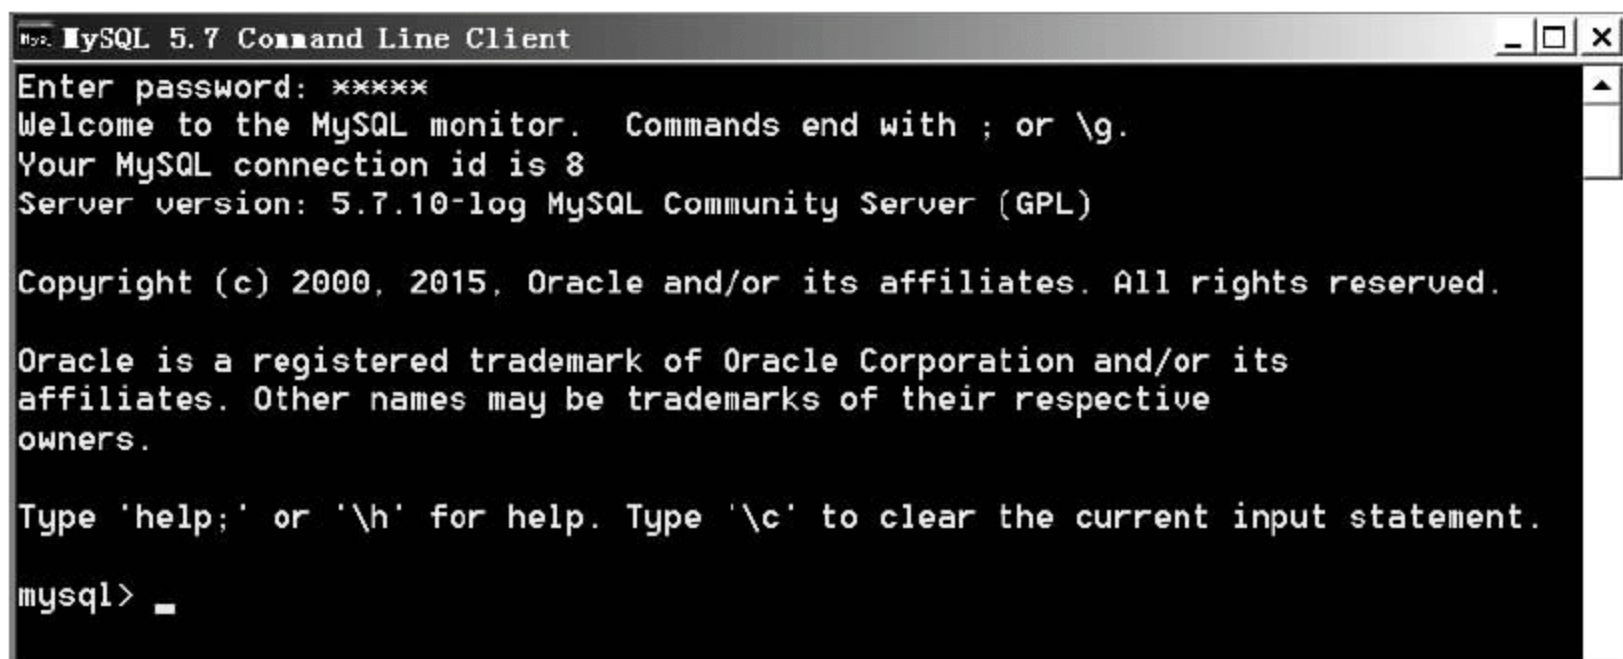 MySQL 5.7 Command Line Client
Enter password: *****
Welcome to the MySQL monitor.  Commands end with ; or \g.
Your MySQL connection id is 8
Server version: 5.7.10-log MySQL Community Server (GPL)
Copyright (c) 2000, 2015, Oracle and/or its affiliates. All rights reserved.
Oracle is a registered trademark of Oracle Corporation and/or its
affiliates. Other names may be trademarks of their respective
owners.
Type 'help;' or '\h' for help. Type '\c' to clear the current input statement.
mysql> _